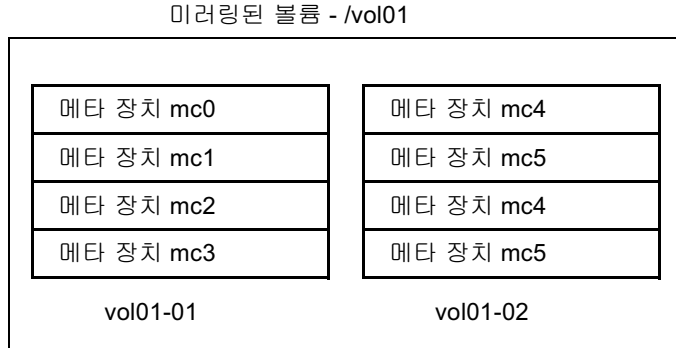 미러링된 볼륨 - /vol01
메타 장치 mc0
메타 장치 mc1
메타 장치 mc2
메타 장치 mc3
vol01-01
메타 장치 mc4
메타 장치 mc5
메타 장치 mc4
메타 장치 mc5
vol01-02